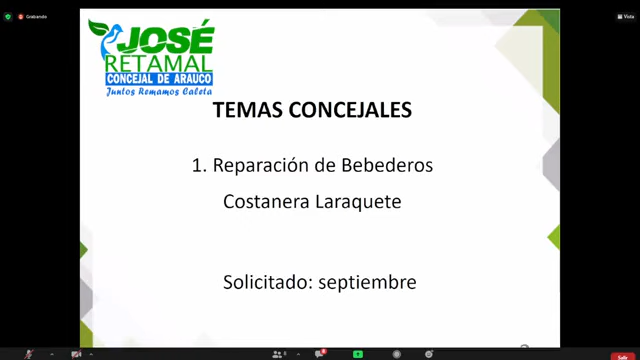 Grabando
Vista
JOSÉ
RETAMAL
CONCEJAL DE ARAUCO
Juntos Remamos Caleta
TEMAS CONCEJALES
1. Reparación de Bebederos
Costanera Laraquete
Solicitado: septiembre
Salir